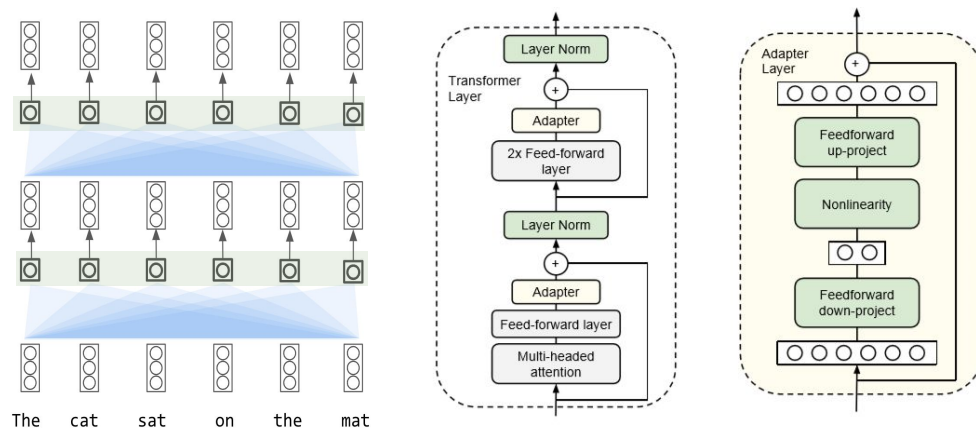 The cat sat on the mat
Layer Norm
Transformer
Layer
+
Adapter
2x Feed-forward
layer
Layer Norm
+
Adapter
Feed-forward layer
Multi-headed
attention
Adapter
Layer
+
Feedforward
up-project
Nonlinearity
Feedforward
down-project